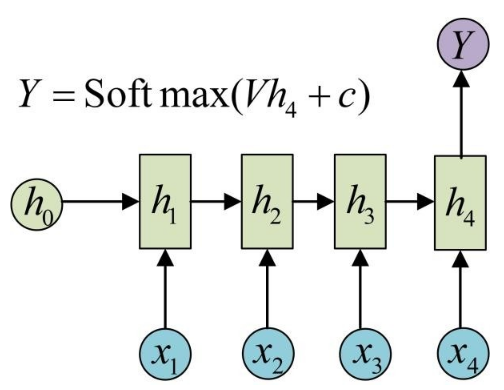 Y
Y = Soft max(Vh₄ + c)
h₀ h₁ h₂ h₃ h₄
x₁ x₂ x₃ x₄